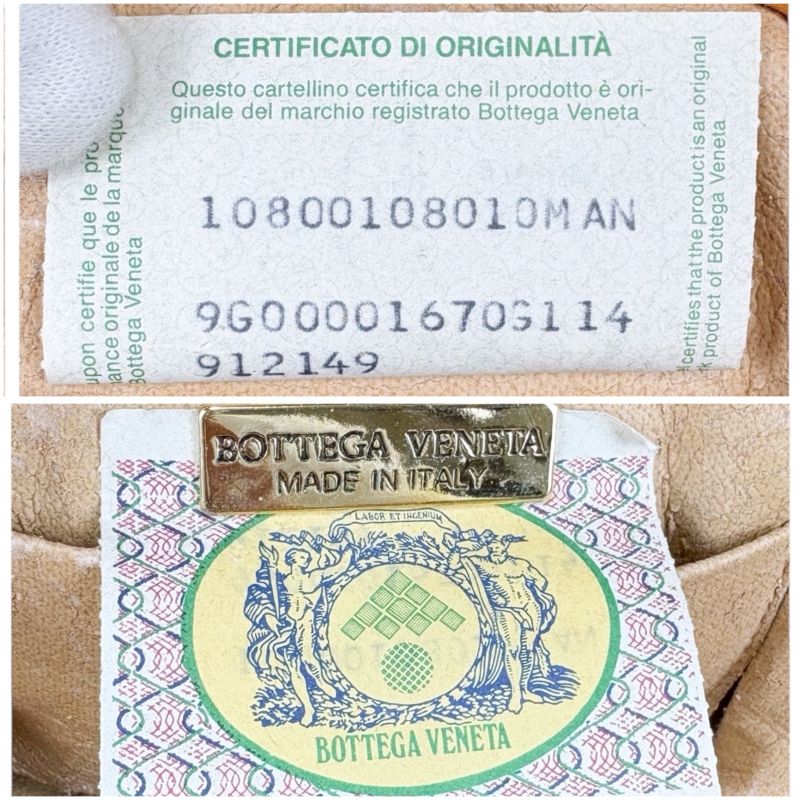 CERTIFICATO DI ORIGINALITÀ
Questo cartellino certifica che il prodotto è ori-
ginale del marchio registrato Bottega Veneta
10800108010MAN
9G00001670S114
912149
upon certifie que le pro
ance originale de la marque
Bottega Veneta
certifies that the product is an original
k product of Bottega Veneta
BOTTEGA VENETA
MADE IN ITALY
LABOR ET INGENIUM
BOTTEGA VENETA